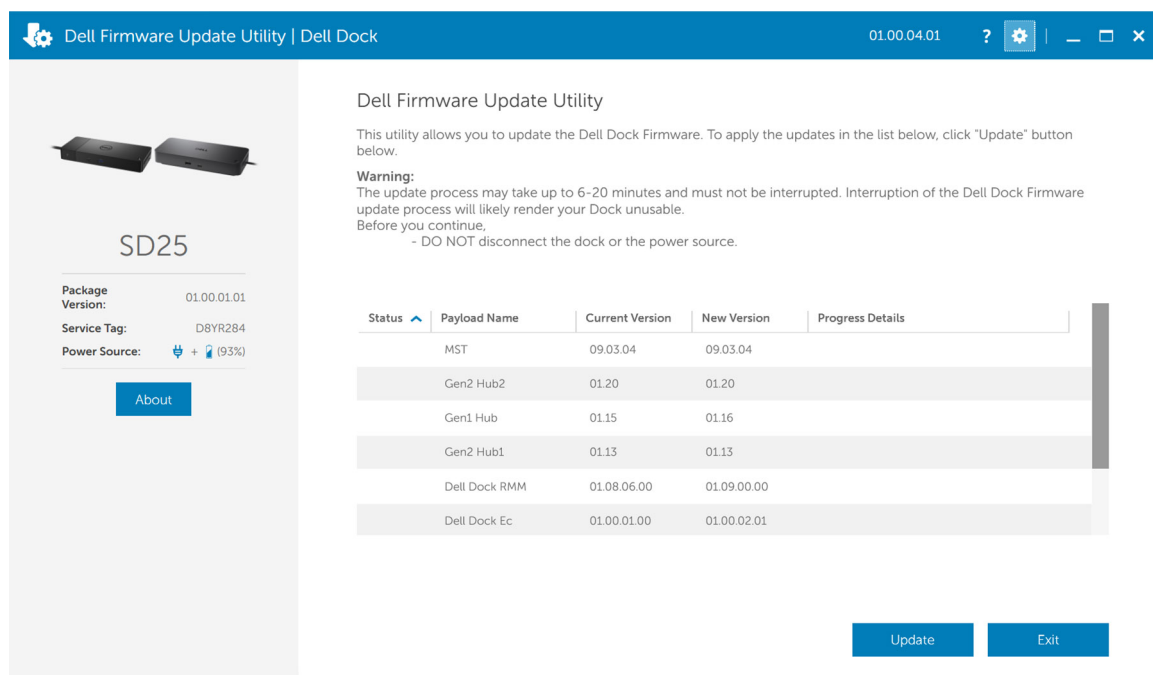 Dell Firmware Update Utility | Dell Dock
01.00.04.01
?
SD25
Package
Version:
01.00.01.01
Service Tag:
D8YR284
Power Source:
+ (93%)
About
Dell Firmware Update Utility
This utility allows you to update the Dell Dock Firmware. To apply the updates in the list below, click "Update" button
below.
Warning:
The update process may take up to 6-20 minutes and must not be interrupted. Interruption of the Dell Dock Firmware
update process will likely render your Dock unusable.
Before you continue,
- DO NOT disconnect the dock or the power source.
Status Payload Name Current Version New Version Progress Details
MST 09.03.04 09.03.04
Gen2 Hub2 01.20 01.20
Gen1 Hub 01.15 01.16
Gen2 Hub1 01.13 01.13
Dell Dock RMM 01.08.06.00 01.09.00.00
Dell Dock Ec 01.00.01.00 01.00.02.01
Update
Exit